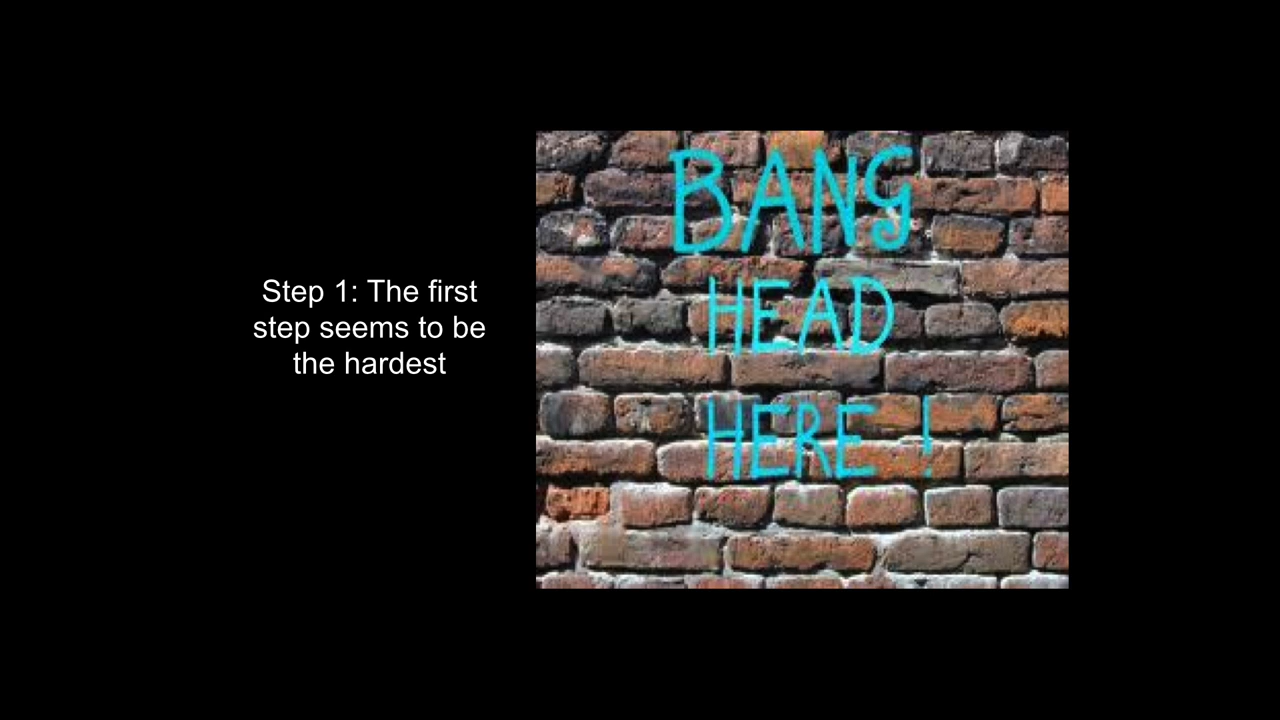 Step 1: The first
step seems to be
the hardest
BANG
HEAD
HERE !